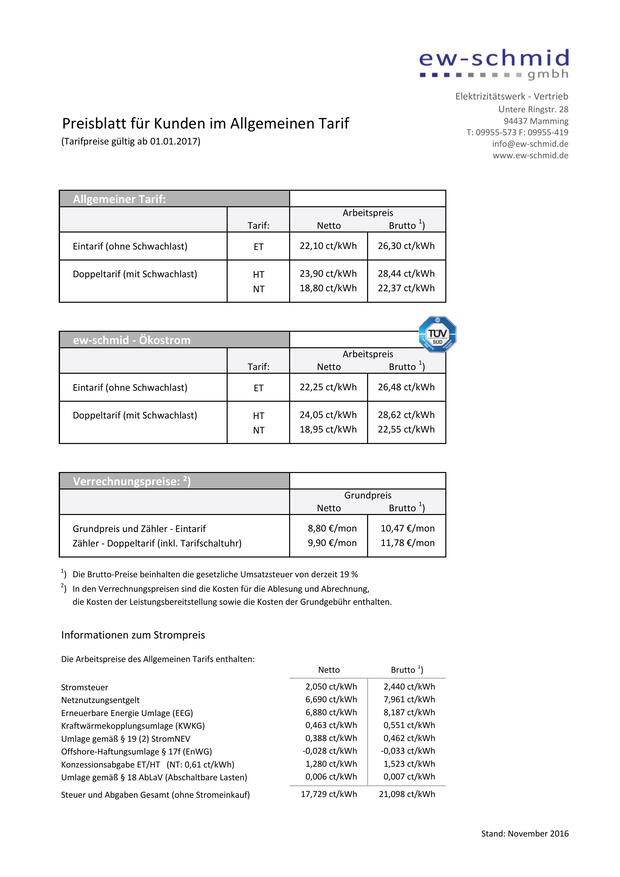 ew-schmid
gmbh
Elektrizitätswerk - Vertrieb
Untere Ringstr. 28
94437 Mamming
T: 09955-573 F: 09955-419
info@ew-schmid.de
www.ew-schmid.de
Preisblatt für Kunden im Allgemeinen Tarif
(Tarifpreise gültig ab 01.01.2017)
Allgemeiner Tarif:
Arbeitspreis
Tarif: Netto Brutto ¹)
Eintarif (ohne Schwachlast) ET 22,10 ct/kWh 26,30 ct/kWh
Doppeltarif (mit Schwachlast) HT 23,90 ct/kWh 28,44 ct/kWh
NT 18,80 ct/kWh 22,37 ct/kWh
TÜV
SÜD
ew-schmid - Ökostrom
Arbeitspreis
Tarif: Netto Brutto ¹)
Eintarif (ohne Schwachlast) ET 22,25 ct/kWh 26,48 ct/kWh
Doppeltarif (mit Schwachlast) HT 24,05 ct/kWh 28,62 ct/kWh
NT 18,95 ct/kWh 22,55 ct/kWh
Verrechnungspreise: ²)
Grundpreis
Netto Brutto ¹)
Grundpreis und Zähler - Eintarif 8,80 €/mon 10,47 €/mon
Zähler - Doppeltarif (inkl. Tarifschaltuhr) 9,90 €/mon 11,78 €/mon
¹) Die Brutto-Preise beinhalten die gesetzliche Umsatzsteuer von derzeit 19 %
²) In den Verrechnungspreisen sind die Kosten für die Ablesung und Abrechnung,
die Kosten der Leistungsbereitstellung sowie die Kosten der Grundgebühr enthalten.
Informationen zum Strompreis
Die Arbeitspreise des Allgemeinen Tarifs enthalten:
Netto Brutto ¹)
Stromsteuer 2,050 ct/kWh 2,440 ct/kWh
Netznutzungsentgelt 6,690 ct/kWh 7,961 ct/kWh
Erneuerbare Energie Umlage (EEG) 6,880 ct/kWh 8,187 ct/kWh
Kraftwärmekopplungsumlage (KWKG) 0,463 ct/kWh 0,551 ct/kWh
Umlage gemäß § 19 (2) StromNEV 0,388 ct/kWh 0,462 ct/kWh
Offshore-Haftungsumlage § 17f (EnWG) -0,028 ct/kWh -0,033 ct/kWh
Konzessionsabgabe ET/HT (NT: 0,61 ct/kWh) 1,280 ct/kWh 1,523 ct/kWh
Umlage gemäß § 18 AbLaV (Abschaltbare Lasten) 0,006 ct/kWh 0,007 ct/kWh
Steuer und Abgaben Gesamt (ohne Stromeinkauf) 17,729 ct/kWh 21,098 ct/kWh
Stand: November 2016